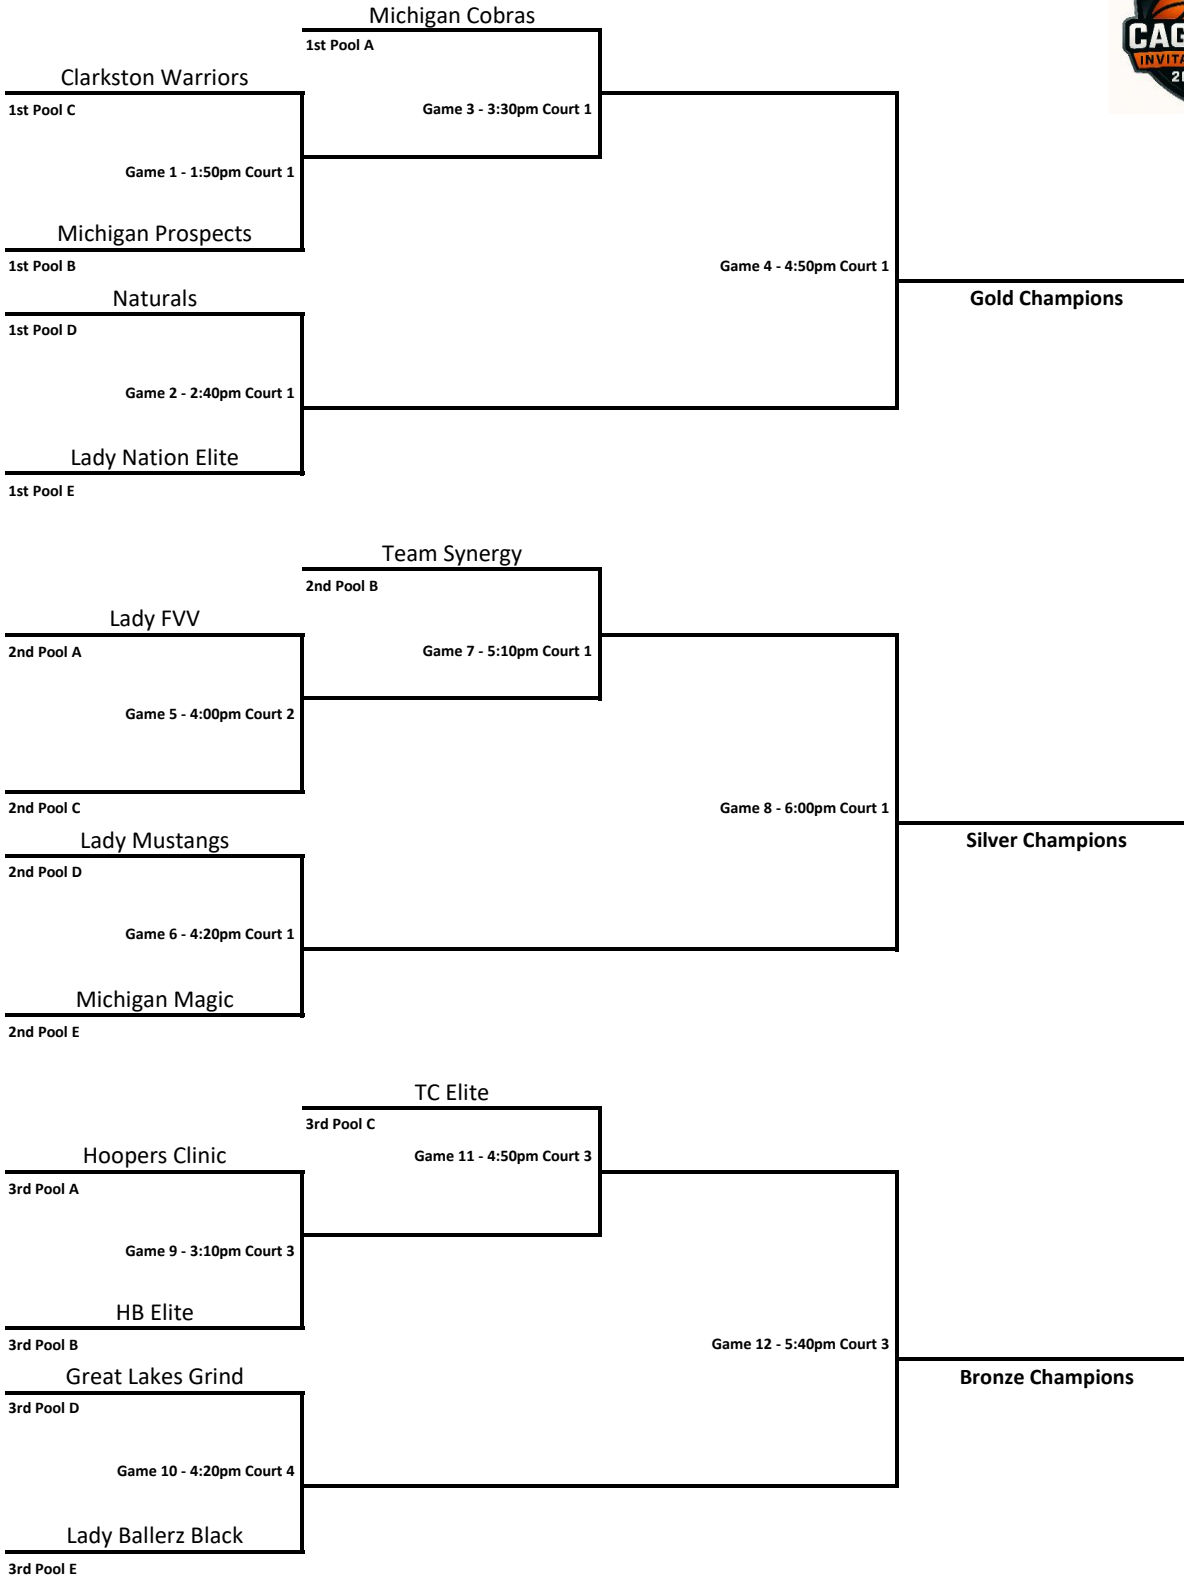 Michigan Cobras
1st Pool A
Clarkston Warriors
1st Pool C
Game 3 - 3:30pm Court 1
Game 1 - 1:50pm Court 1
Michigan Prospects
1st Pool B
Game 4 - 4:50pm Court 1
Naturals
Gold Champions
1st Pool D
Game 2 - 2:40pm Court 1
Lady Nation Elite
1st Pool E
Team Synergy
2nd Pool B
Lady FVV
2nd Pool A
Game 7 - 5:10pm Court 1
Game 5 - 4:00pm Court 2
2nd Pool C
Game 8 - 6:00pm Court 1
Lady Mustangs
Silver Champions
2nd Pool D
Game 6 - 4:20pm Court 1
Michigan Magic
2nd Pool E
TC Elite
3rd Pool C
Hoopers Clinic
Game 11 - 4:50pm Court 3
3rd Pool A
Game 9 - 3:10pm Court 3
HB Elite
3rd Pool B
Game 12 - 5:40pm Court 3
Great Lakes Grind
Bronze Champions
3rd Pool D
Game 10 - 4:20pm Court 4
Lady Ballerz Black
3rd Pool E